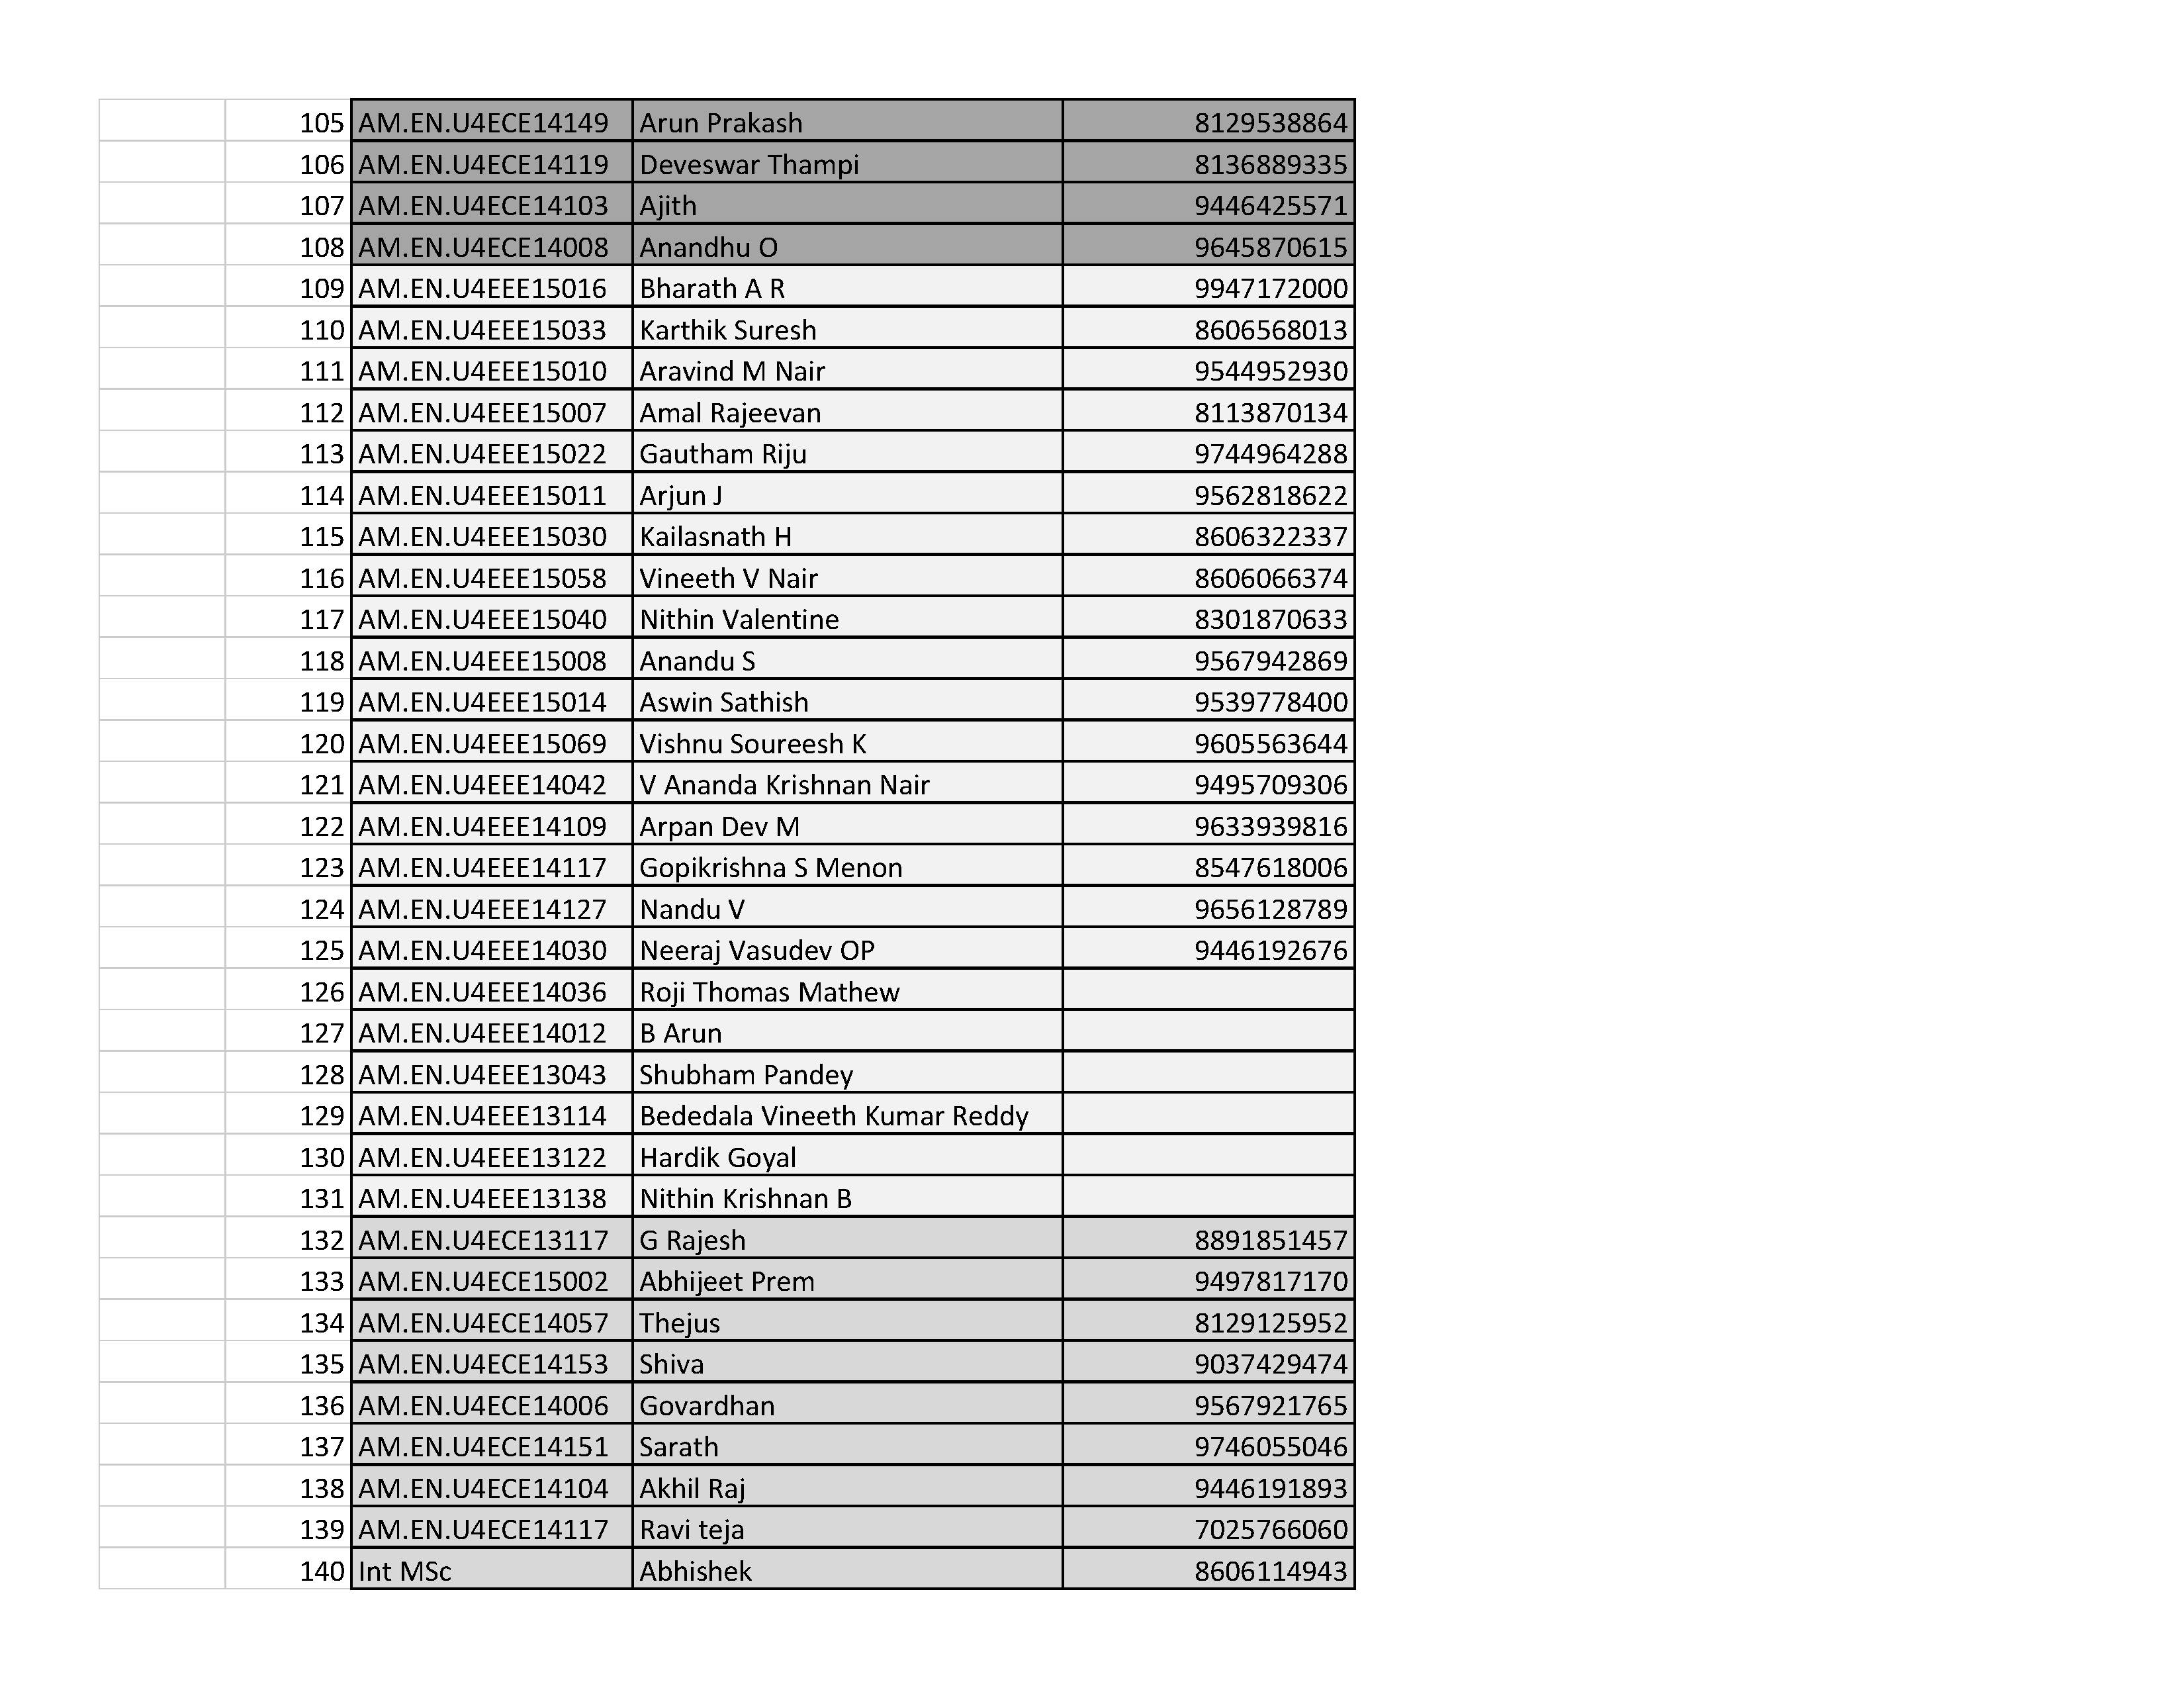 105 AM.EN.U4ECE14149 Arun Prakash 8129538864
106 AM.EN.U4ECE14119 Deveswar Thampi 8136889335
107 AM.EN.U4ECE14103 Ajith 9446425571
108 AM.EN.U4ECE14008 Anandhu O 9645870615
109 AM.EN.U4EEE15016 Bharath A R 9947172000
110 AM.EN.U4EEE15033 Karthik Suresh 8606568013
111 AM.EN.U4EEE15010 Aravind M Nair 9544952930
112 AM.EN.U4EEE15007 Amal Rajeevan 8113870134
113 AM.EN.U4EEE15022 Gautham Riju 9744964288
114 AM.EN.U4EEE15011 Arjun J 9562818622
115 AM.EN.U4EEE15030 Kailasnath H 8606322337
116 AM.EN.U4EEE15058 Vineeth V Nair 8606066374
117 AM.EN.U4EEE15040 Nithin Valentine 8301870633
118 AM.EN.U4EEE15008 Anandu S 9567942869
119 AM.EN.U4EEE15014 Aswin Sathish 9539778400
120 AM.EN.U4EEE15069 Vishnu Soureesh K 9605563644
121 AM.EN.U4EEE14042 V Ananda Krishnan Nair 9495709306
122 AM.EN.U4EEE14109 Arpan Dev M 9633939816
123 AM.EN.U4EEE14117 Gopikrishna S Menon 8547618006
124 AM.EN.U4EEE14127 Nandu V 9656128789
125 AM.EN.U4EEE14030 Neeraj Vasudev OP 9446192676
126 AM.EN.U4EEE14036 Roji Thomas Mathew
127 AM.EN.U4EEE14012 B Arun
128 AM.EN.U4EEE13043 Shubham Pandey
129 AM.EN.U4EEE13114 Bededala Vineeth Kumar Reddy
130 AM.EN.U4EEE13122 Hardik Goyal
131 AM.EN.U4EEE13138 Nithin Krishnan B
132 AM.EN.U4ECE13117 G Rajesh 8891851457
133 AM.EN.U4ECE15002 Abhijeet Prem 9497817170
134 AM.EN.U4ECE14057 Thejus 8129125952
135 AM.EN.U4ECE14153 Shiva 9037429474
136 AM.EN.U4ECE14006 Govardhan 9567921765
137 AM.EN.U4ECE14151 Sarath 9746055046
138 AM.EN.U4ECE14104 Akhil Raj 9446191893
139 AM.EN.U4ECE14117 Ravi teja 7025766060
140 Int MSc Abhishek 8606114943